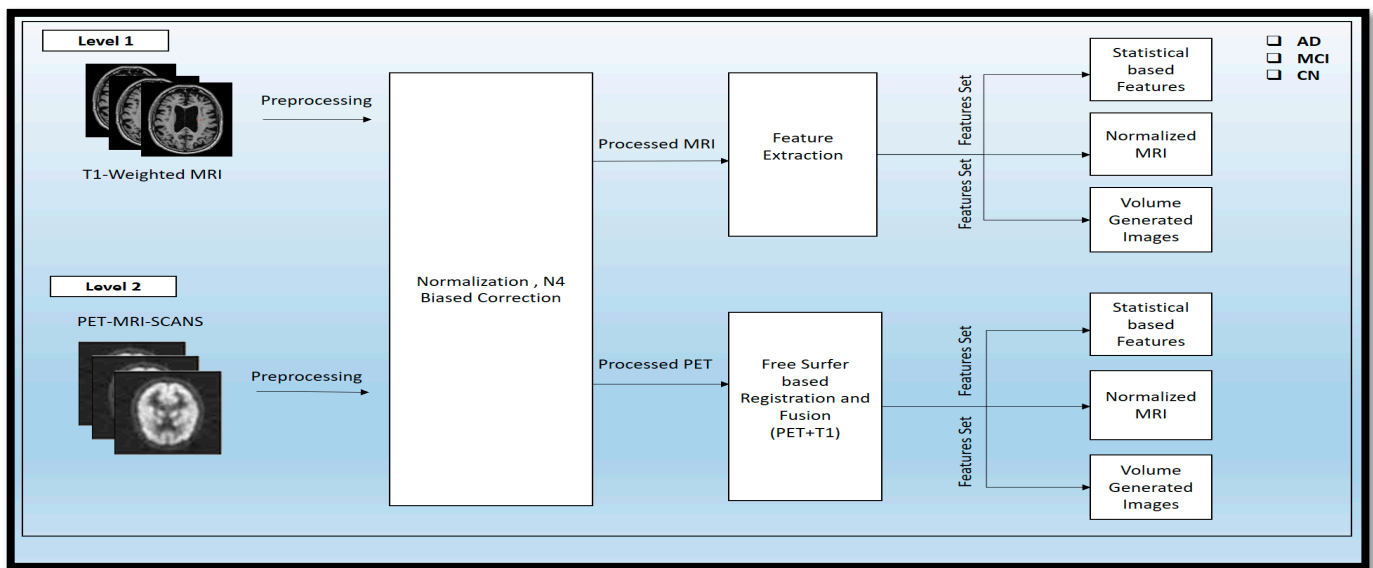 Level 1
T1-Weighted MRI
Preprocessing
Level 2
PET-MRI-SCANS
Preprocessing
Normalization , N4
Biased Correction
Processed MRI
Processed PET
Feature
Extraction
Free Surfer
based
Registration and
Fusion
(PET+T1)
Features Set
Features Set
Statistical
based
Features
Normalized
MRI
Volume
Generated
Images
Features Set
Features Set
Statistical
based
Features
Normalized
MRI
Volume
Generated
Images
❑ AD
❑ MCI
❑ CN